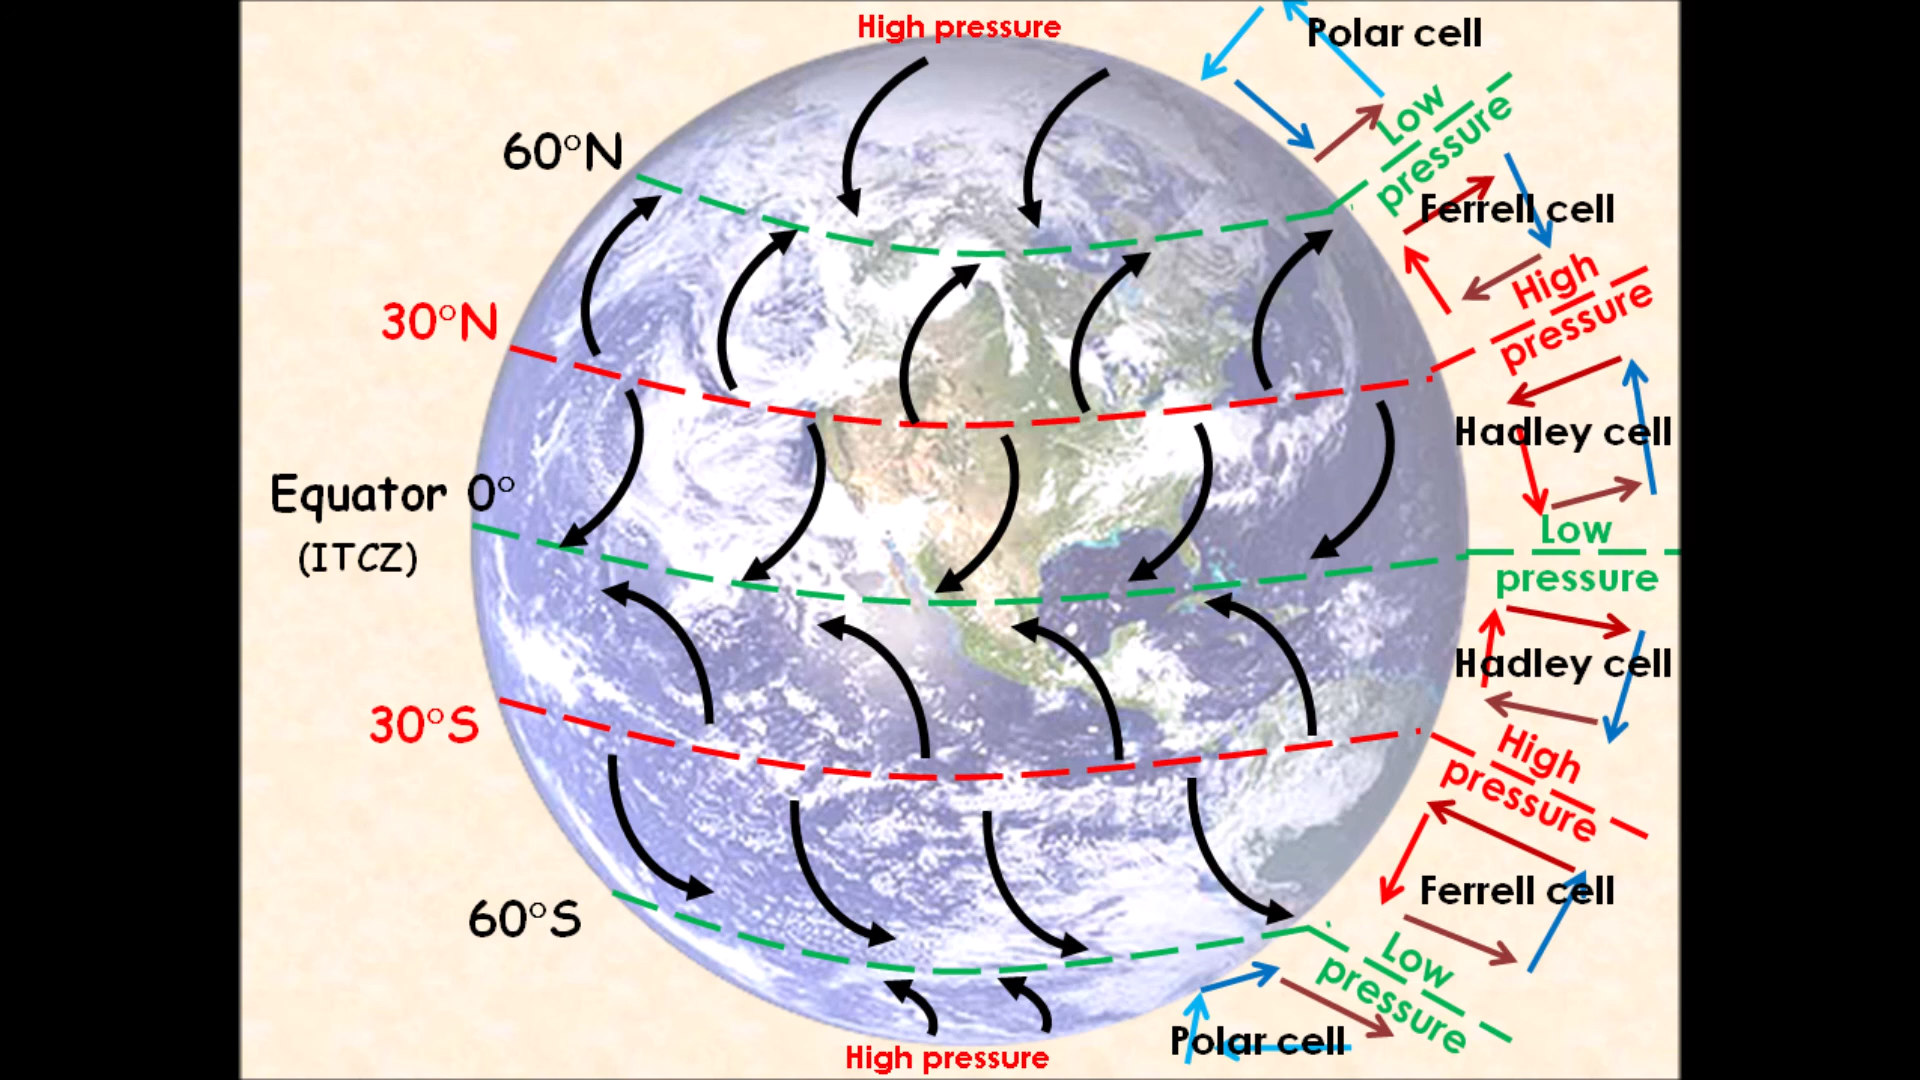 High pressure
Polar cell
Low
pressure
60°N
Ferrell cell
High
pressure
30°N
Hadley cell
Equator 0°
(ITCZ)
Low
pressure
Hadley cell
30°S
High
pressure
Ferrell cell
60°S
Low
pressure
Polar cell
High pressure